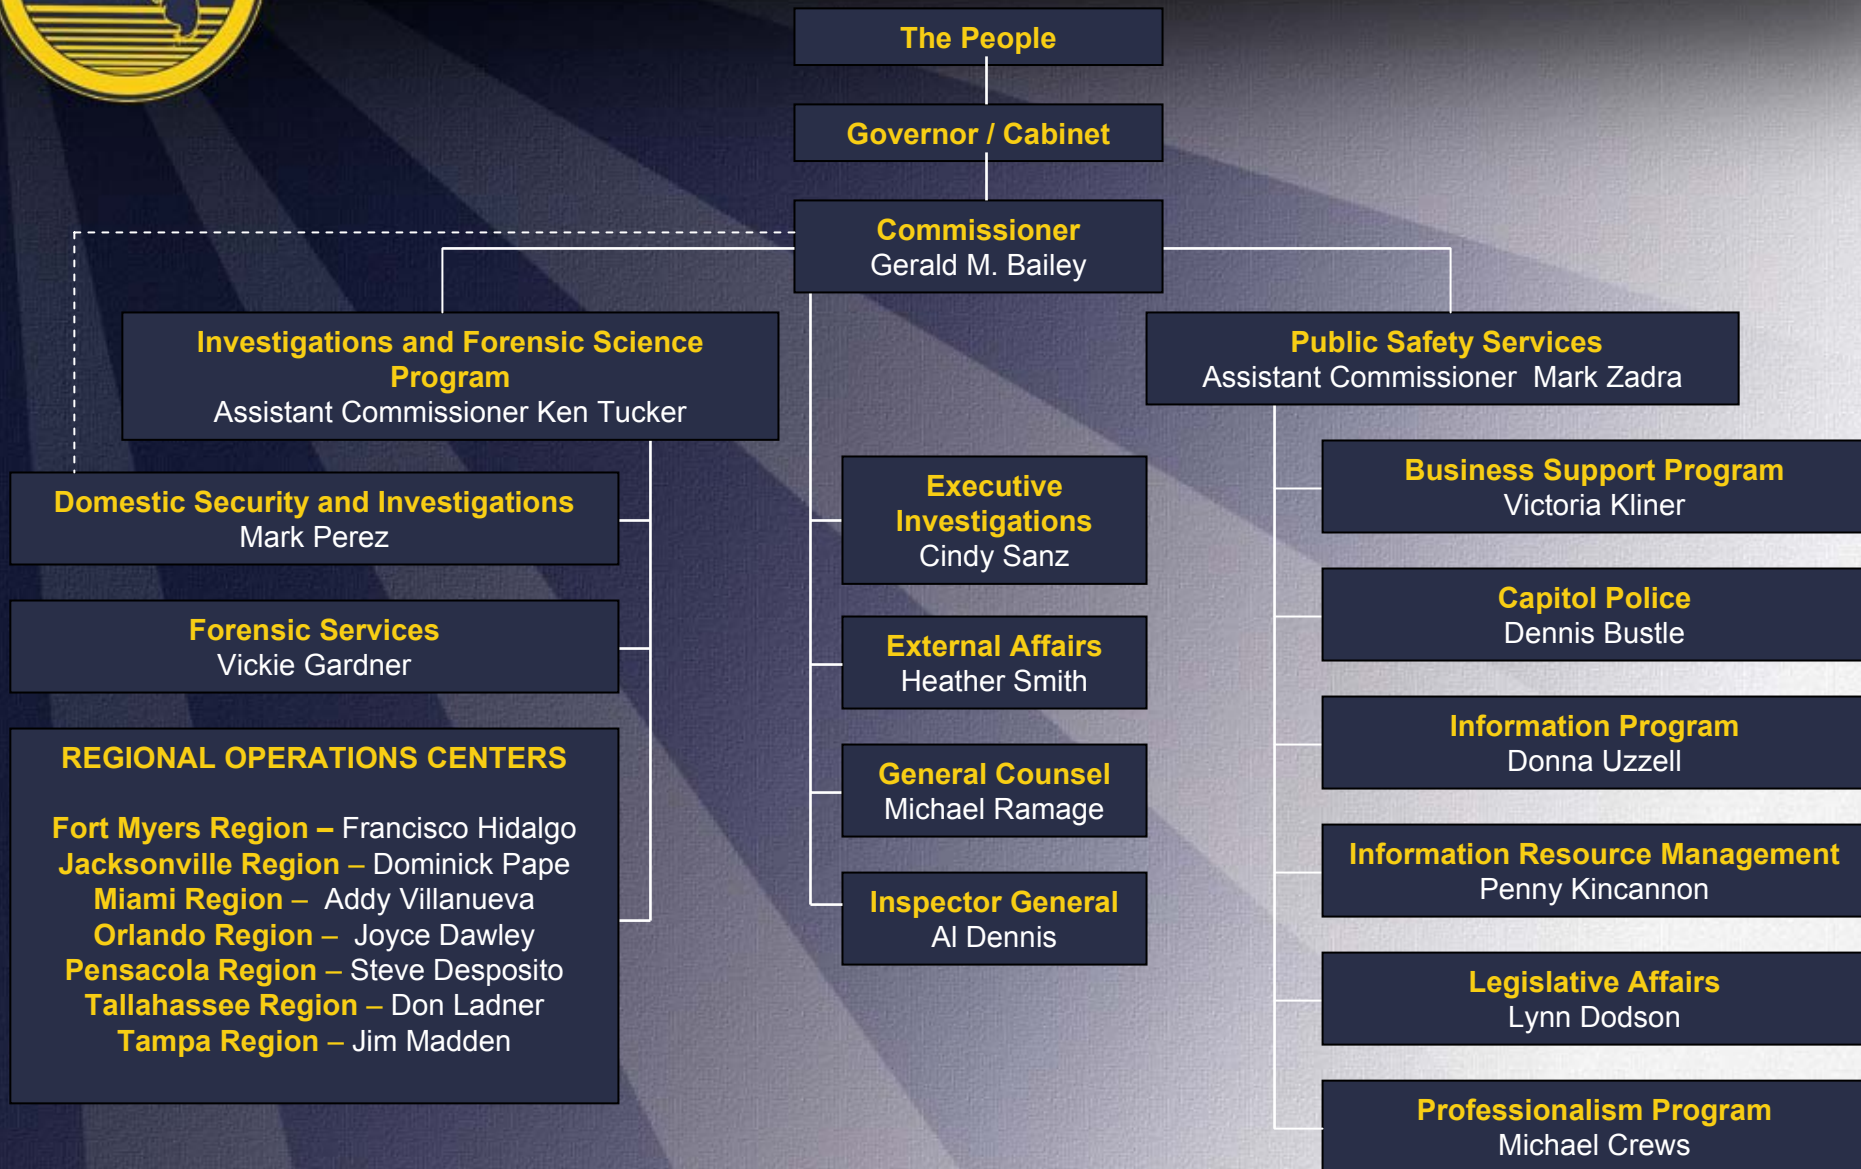 The People
Governor / Cabinet
Commissioner
Gerald M. Bailey
Investigations and Forensic Science
Program
Assistant Commissioner Ken Tucker
Domestic Security and Investigations
Mark Perez
Forensic Services
Vickie Gardner
REGIONAL OPERATIONS CENTERS
Fort Myers Region – Francisco Hidalgo
Jacksonville Region – Dominick Pape
Miami Region – Addy Villanueva
Orlando Region – Joyce Dawley
Pensacola Region – Steve Desposito
Tallahassee Region – Don Ladner
Tampa Region – Jim Madden
Executive
Investigations
Cindy Sanz
External Affairs
Heather Smith
General Counsel
Michael Ramage
Inspector General
Al Dennis
Public Safety Services
Assistant Commissioner Mark Zadra
Business Support Program
Victoria Kliner
Capitol Police
Dennis Bustle
Information Program
Donna Uzzell
Information Resource Management
Penny Kincannon
Legislative Affairs
Lynn Dodson
Professionalism Program
Michael Crews